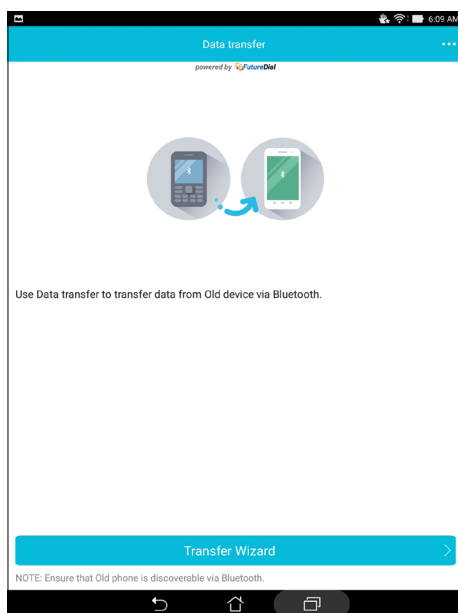 6:09 AM
Data transfer
powered by FutureDial
Use Data transfer to transfer data from Old device via Bluetooth.
Transfer Wizard
NOTE: Ensure that Old phone is discoverable via Bluetooth.